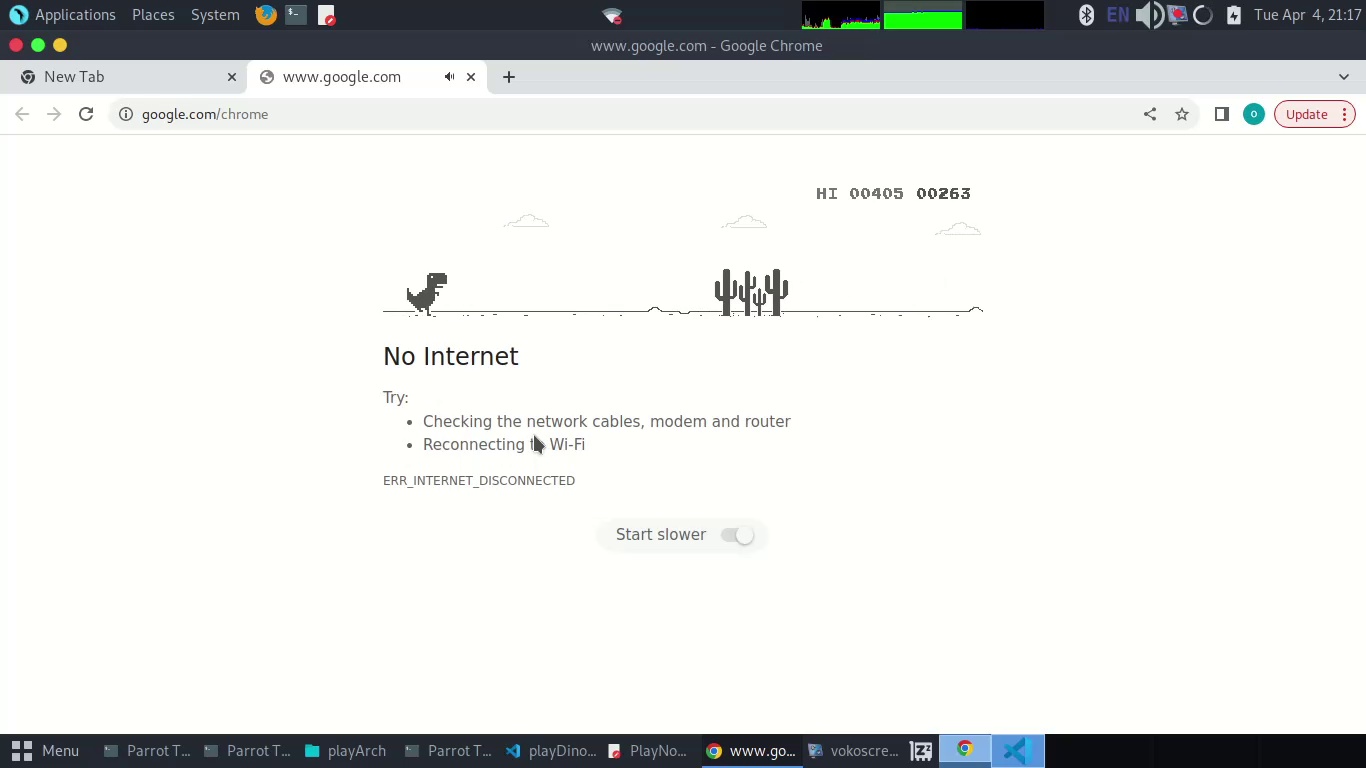 Applications Places System EN Tue Apr 4, 21:17
www.google.com - Google Chrome
New Tab www.google.com
google.com/chrome Update
HI 00405 00263
No Internet
Try:
Checking the network cables, modem and router
Reconnecting Wi-Fi
ERR_INTERNET_DISCONNECTED
Start slower
Menu Parrot T... Parrot T... playArch Parrot T... playDino... PlayNo... www.go... vokoscre...